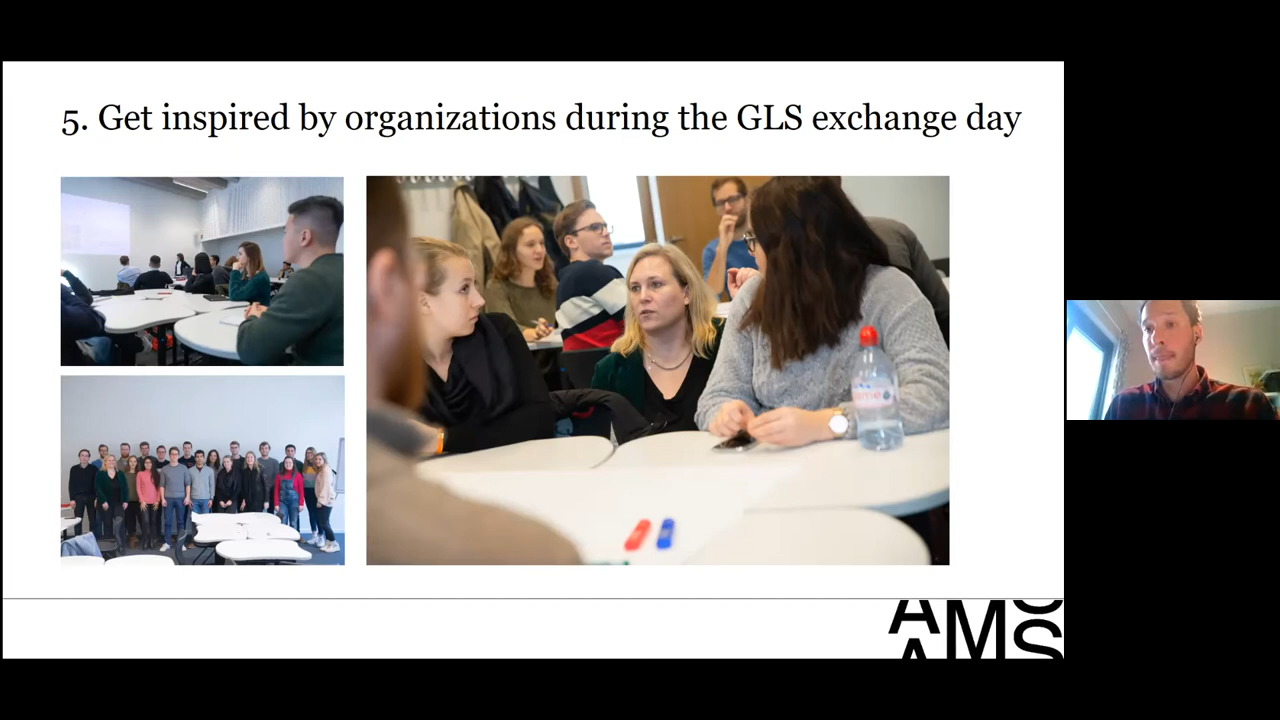 5. Get inspired by organizations during the GLS exchange day
AMS